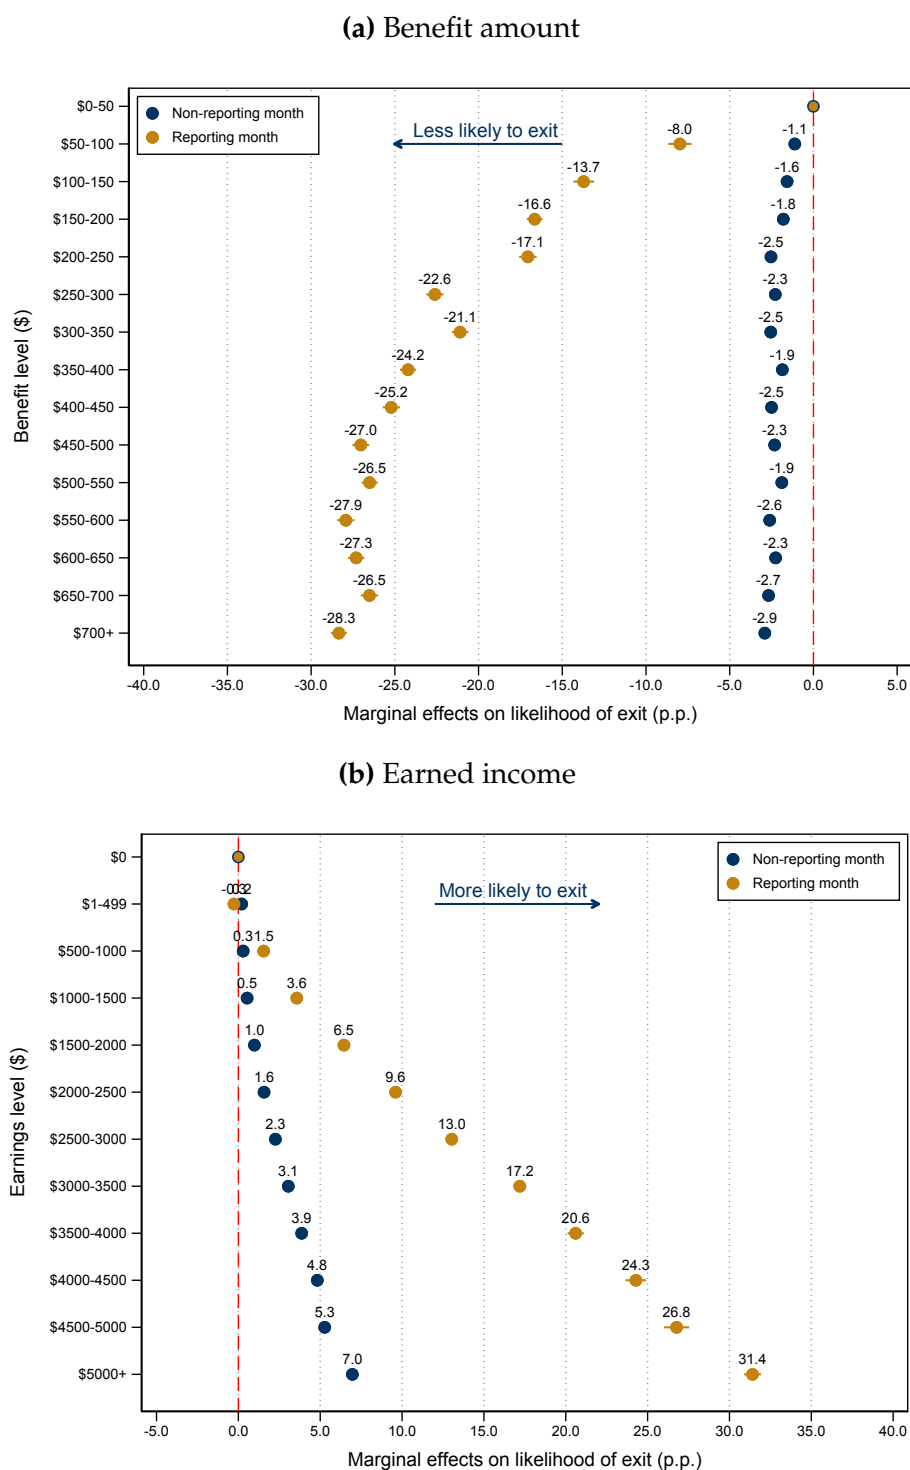 (a) Benefit amount
Non-reporting month
Reporting month
Less likely to exit
Benefit level ($)
$0-50
$50-100 -8.0 -1.1
$100-150 -13.7 -1.6
$150-200 -16.6 -1.8
$200-250 -17.1 -2.5
$250-300 -22.6 -2.3
$300-350 -21.1 -2.5
$350-400 -24.2 -1.9
$400-450 -25.2 -2.5
$450-500 -27.0 -2.3
$500-550 -26.5 -1.9
$550-600 -27.9 -2.6
$600-650 -27.3 -2.3
$650-700 -26.5 -2.7
$700+ -28.3 -2.9
-40.0 -35.0 -30.0 -25.0 -20.0 -15.0 -10.0 -5.0 0.0 5.0
Marginal effects on likelihood of exit (p.p.)
(b) Earned income
Non-reporting month
Reporting month
More likely to exit
Earnings level ($)
$0
$1-499 -0.3 0.2
$500-1000 0.3 1.5
$1000-1500 0.5 3.6
$1500-2000 1.0 6.5
$2000-2500 1.6 9.6
$2500-3000 2.3 13.0
$3000-3500 3.1 17.2
$3500-4000 3.9 20.6
$4000-4500 4.8 24.3
$4500-5000 5.3 26.8
$5000+ 7.0 31.4
-5.0 0.0 5.0 10.0 15.0 20.0 25.0 30.0 35.0 40.0
Marginal effects on likelihood of exit (p.p.)